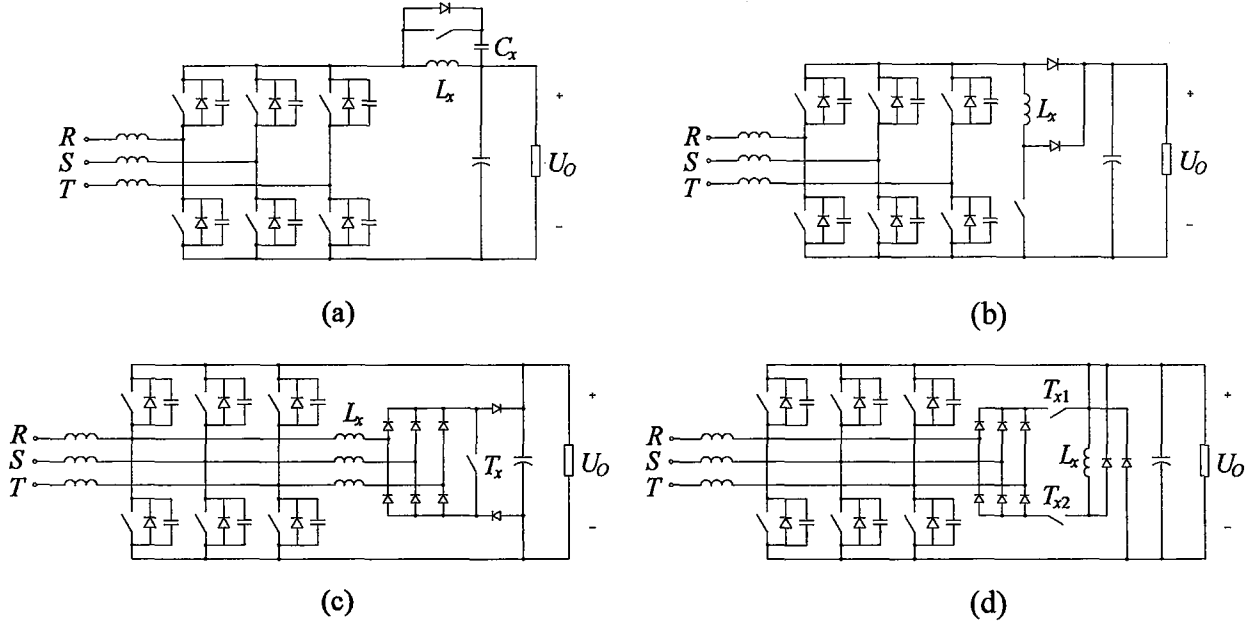 C_x
L_x
R
S
T
+
U_O
−
(a)
R
S
T
L_x
+
U_O
−
(b)
R
S
T
L_x
T_x
+
U_O
−
(c)
R
S
T
T_x1
L_x
T_x2
+
U_O
−
(d)